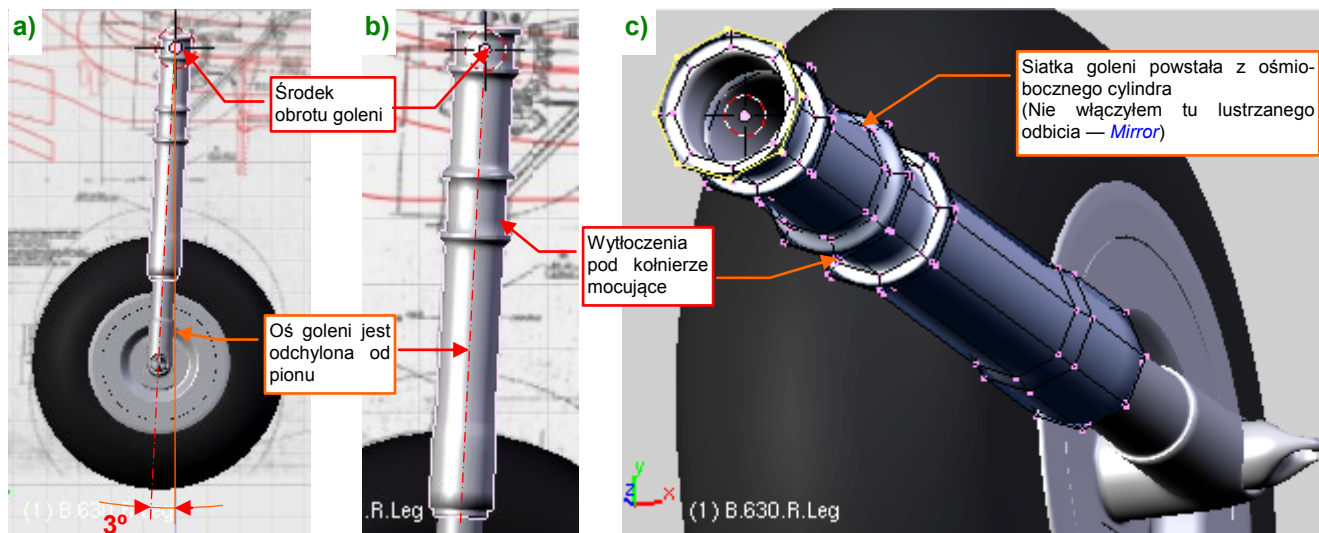 a)
b)
c)
Środek
obrotu goleni
Siatka goleni powstała z ośmio-
bocznego cylindra
(Nie włączyłem tu lustrzanego
odbicia — Mirror)
Wytłoczenia
pod kołnierze
mocujące
Oś goleni jest
odchylona od
pionu
(1) B.630.R.Leg
3º
.R.Leg
y
z
x
(1) B.630.R.Leg